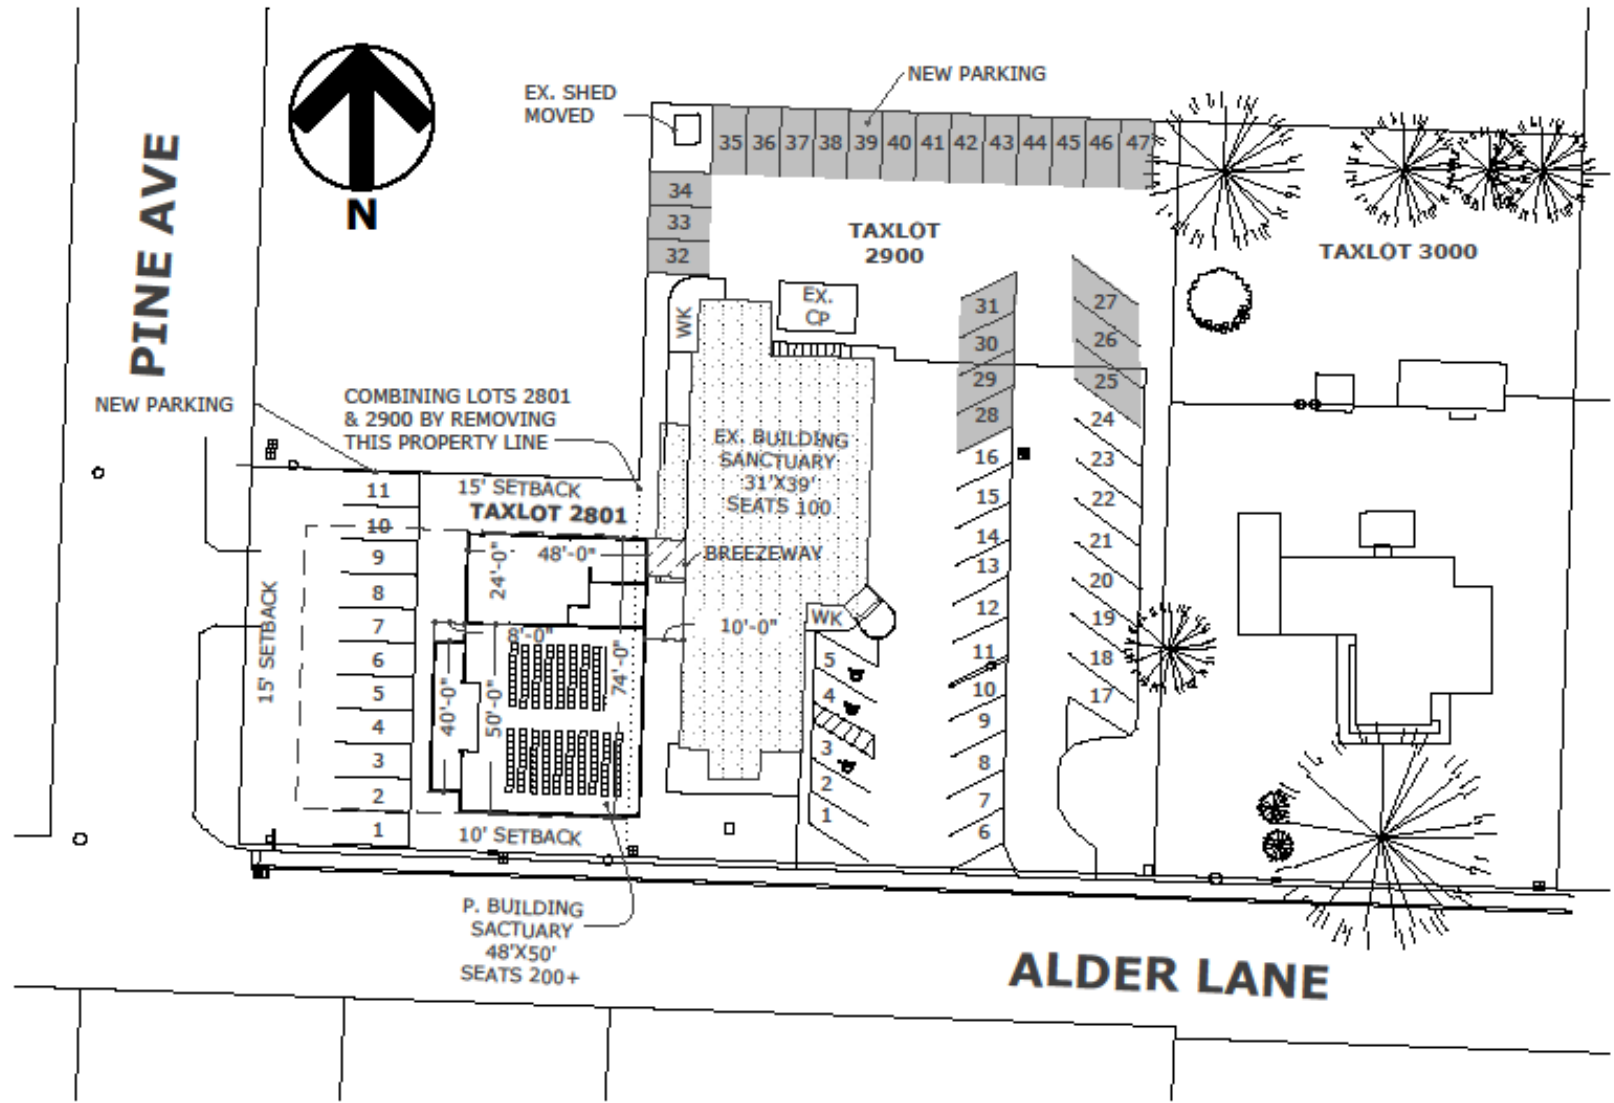 NEW PARKING
EX. SHED
MOVED
35 36 37 38 39 40 41 42 43 44 45 46 47
PINE AVE
N
34
33
32
TAXLOT
2900
TAXLOT 3000
EX.
CP
WK
31
30
29
28
27
26
25
24
23
22
21
20
19
18
17
16
15
14
13
12
11
10
9
8
7
6
NEW PARKING
COMBINING LOTS 2801
& 2900 BY REMOVING
THIS PROPERTY LINE
EX. BUILDING
SANCTUARY
31'X39'
SEATS 100
BREEZEWAY
15' SETBACK
TAXLOT 2801
11
10
9
8
7
6
5
4
3
2
1
15' SETBACK
24'-0"
48'-0"
8'-0"
40'-0"
50'-0"
74'-0"
10'-0"
WK
5
4
3
2
1
10' SETBACK
P. BUILDING
SACTUARY
48'X50'
SEATS 200+
ALDER LANE